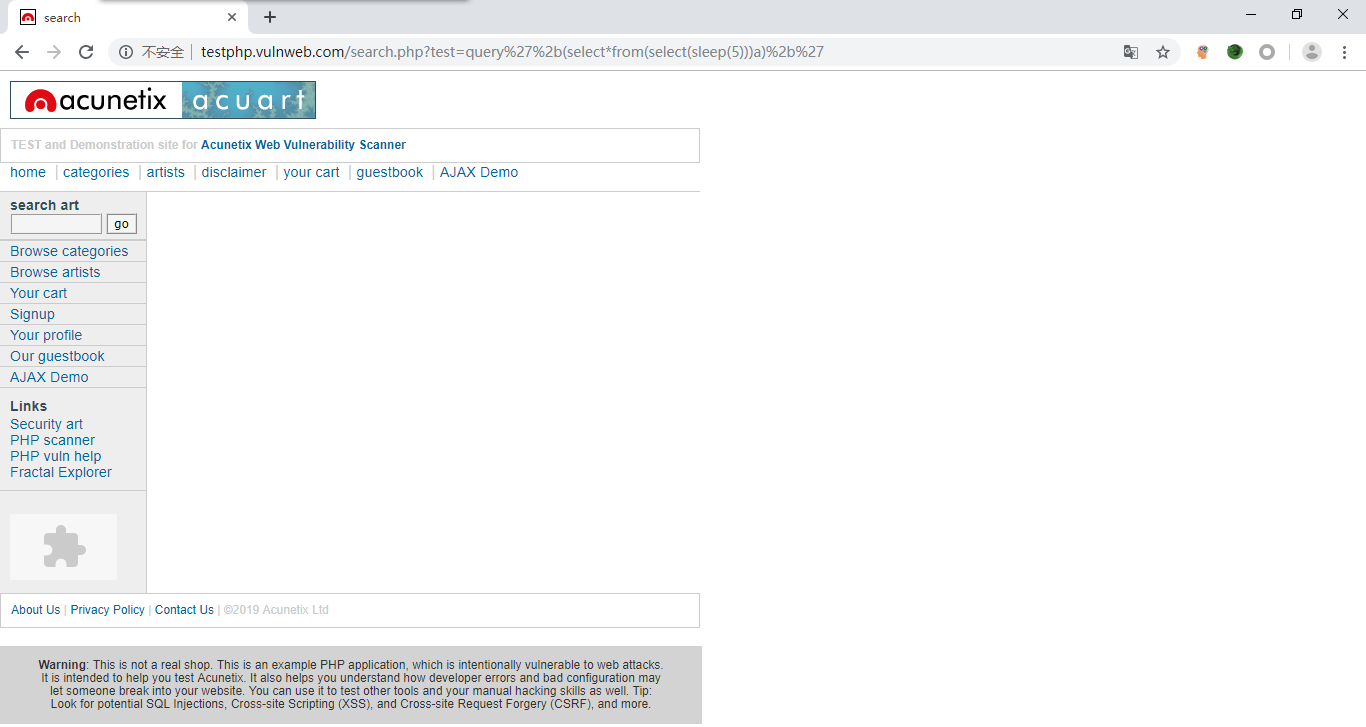 search
不安全 testphp.vulnweb.com/search.php?test=query%27%2b(select*from(select(sleep(5)))a)%2b%27
acunetix acuart
TEST and Demonstration site for Acunetix Web Vulnerability Scanner
home | categories | artists | disclaimer | your cart | guestbook | AJAX Demo
search art
go
Browse categories
Browse artists
Your cart
Signup
Your profile
Our guestbook
AJAX Demo
Links
Security art
PHP scanner
PHP vuln help
Fractal Explorer
About Us | Privacy Policy | Contact Us | ©2019 Acunetix Ltd
Warning: This is not a real shop. This is an example PHP application, which is intentionally vulnerable to web attacks.
It is intended to help you test Acunetix. It also helps you understand how developer errors and bad configuration may
let someone break into your website. You can use it to test other tools and your manual hacking skills as well. Tip:
Look for potential SQL Injections, Cross-site Scripting (XSS), and Cross-site Request Forgery (CSRF), and more.